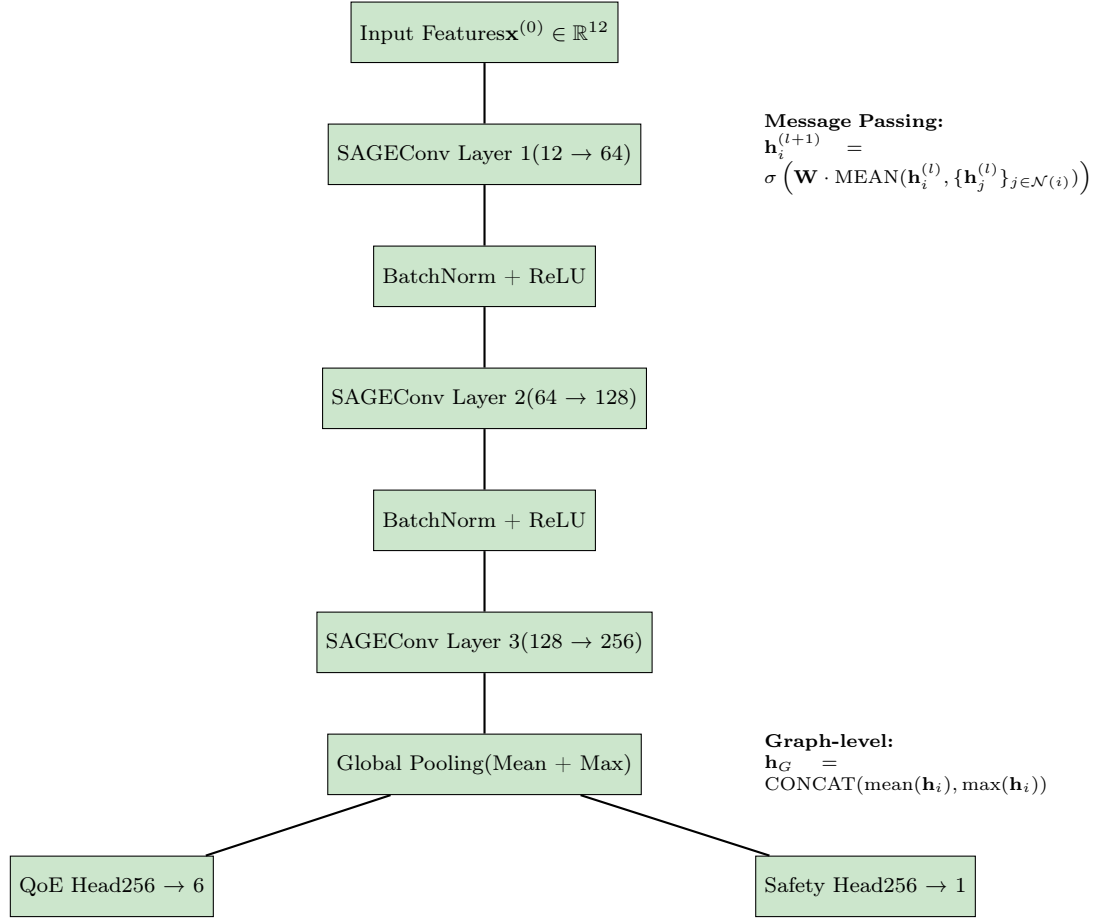 Input Features𝐱^{(0)} ∈ ℝ^{12}
SAGEConv Layer 1(12 → 64)
Message Passing:
𝐡_i^{(l+1)} =
σ(𝐖 · MEAN(𝐡_i^{(l)}, {𝐡_j^{(l)}}_{j∈𝒩(i)}))
BatchNorm + ReLU
SAGEConv Layer 2(64 → 128)
BatchNorm + ReLU
SAGEConv Layer 3(128 → 256)
Global Pooling(Mean + Max)
Graph-level:
𝐡_G =
CONCAT(mean(𝐡_i), max(𝐡_i))
QoE Head256 → 6
Safety Head256 → 1